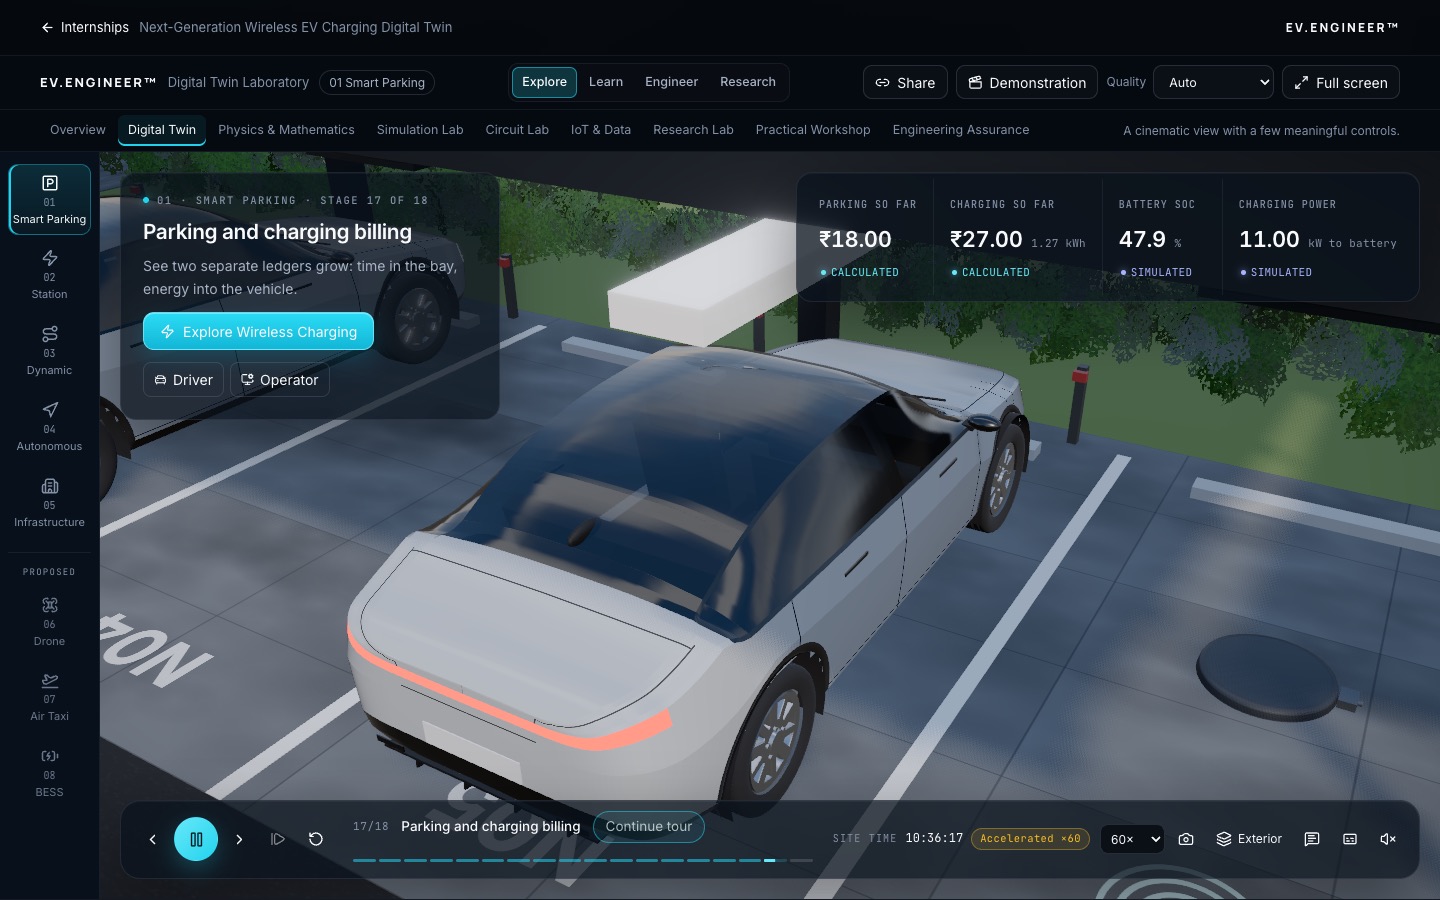 Internships Next-Generation Wireless EV Charging Digital Twin EV.ENGINEER™
EV.ENGINEER™ Digital Twin Laboratory 01 Smart Parking Explore Learn Engineer Research Share Demonstration Quality Auto Full screen
Overview Digital Twin Physics & Mathematics Simulation Lab Circuit Lab IoT & Data Research Lab Practical Workshop Engineering Assurance A cinematic view with a few meaningful controls.
01
Smart Parking
02
Station
03
Dynamic
04
Autonomous
05
Infrastructure
PROPOSED
06
Drone
07
Air Taxi
08
BESS
01 · SMART PARKING · STAGE 17 OF 18
Parking and charging billing
See two separate ledgers grow: time in the bay,
energy into the vehicle.
Explore Wireless Charging
Driver Operator
PARKING SO FAR CHARGING SO FAR BATTERY SOC CHARGING POWER
₹18.00 ₹27.00 1.27 kWh 47.9 % 11.00 kW to battery
CALCULATED CALCULATED SIMULATED SIMULATED
N04
17/18 Parking and charging billing Continue tour
SITE TIME 10:36:17 Accelerated ×60 60× Exterior